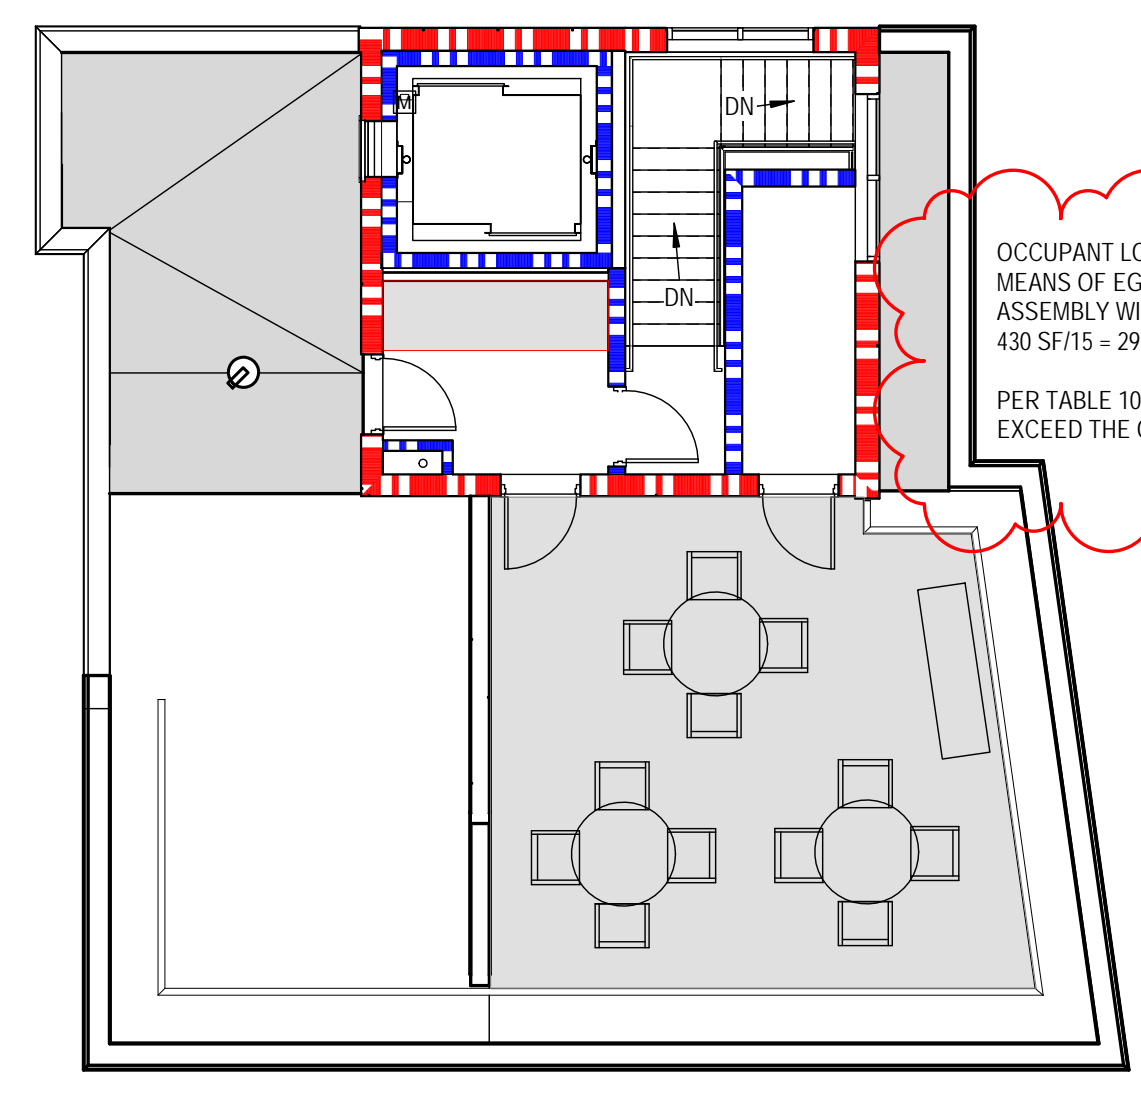 M
DN
DN
OCCUPANT LO
MEANS OF EG
ASSEMBLY WI
430 SF/15 = 29
PER TABLE 10
EXCEED THE